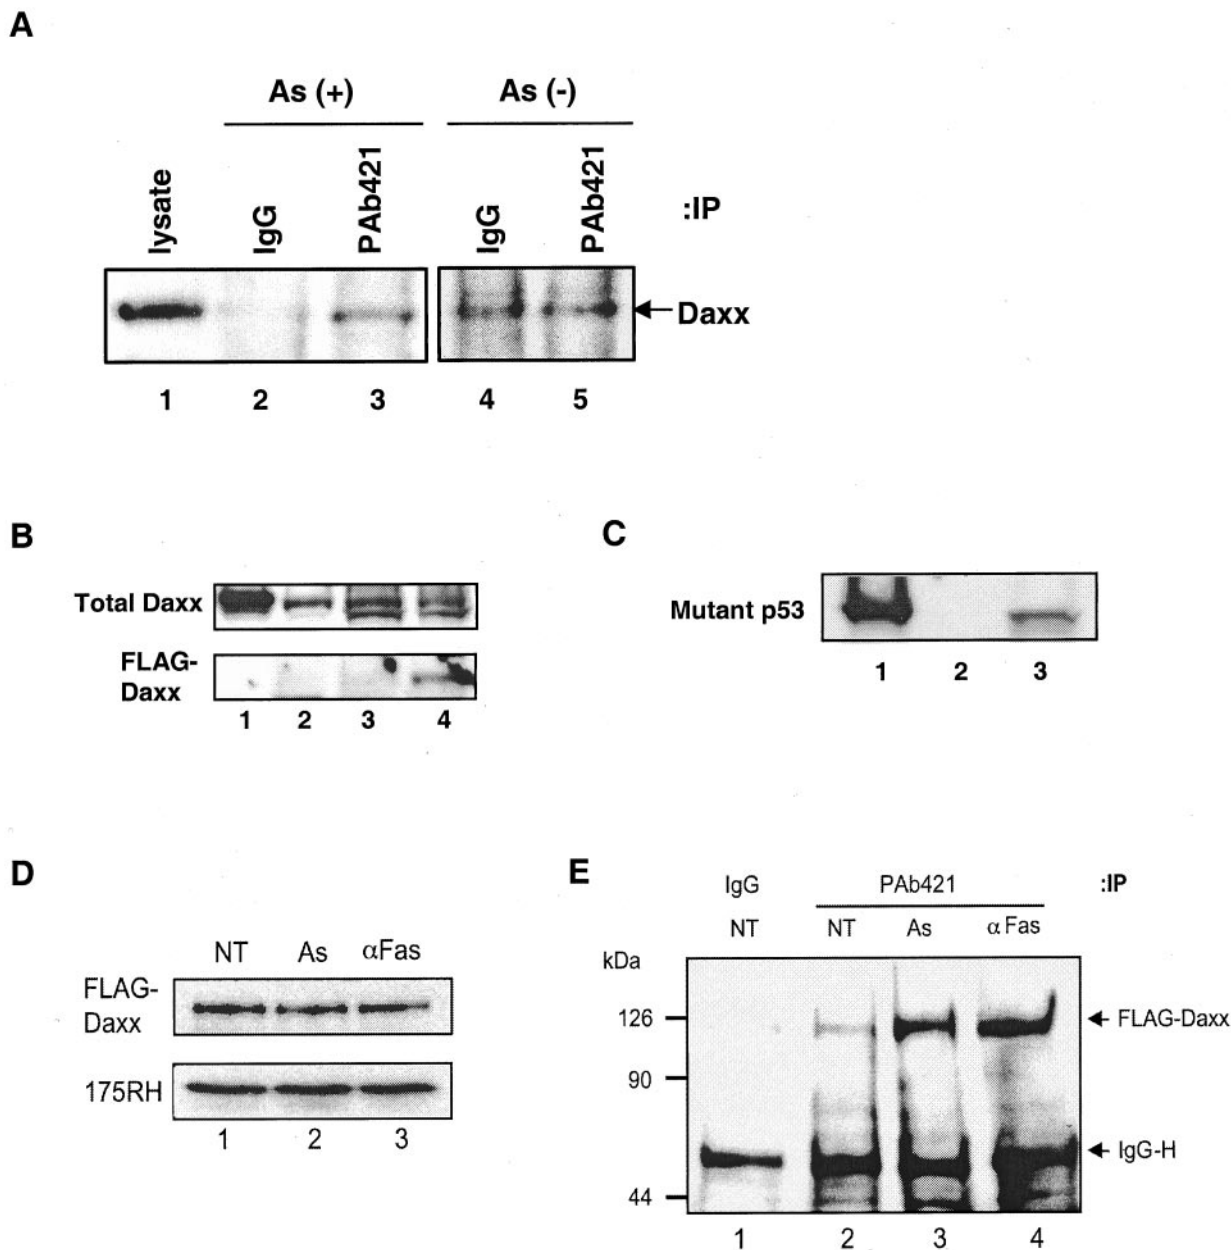 A
As (+) As (-)
lysate IgG PAb421 IgG PAb421 :IP
Daxx
1 2 3 4 5
B
Total Daxx
FLAG-
Daxx
1 2 3 4
C
Mutant p53
1 2 3
D
NT As αFas
FLAG-
Daxx
175RH
1 2 3
E
IgG PAb421 :IP
NT NT As αFas
kDa
126 FLAG-Daxx
90
IgG-H
44
1 2 3 4